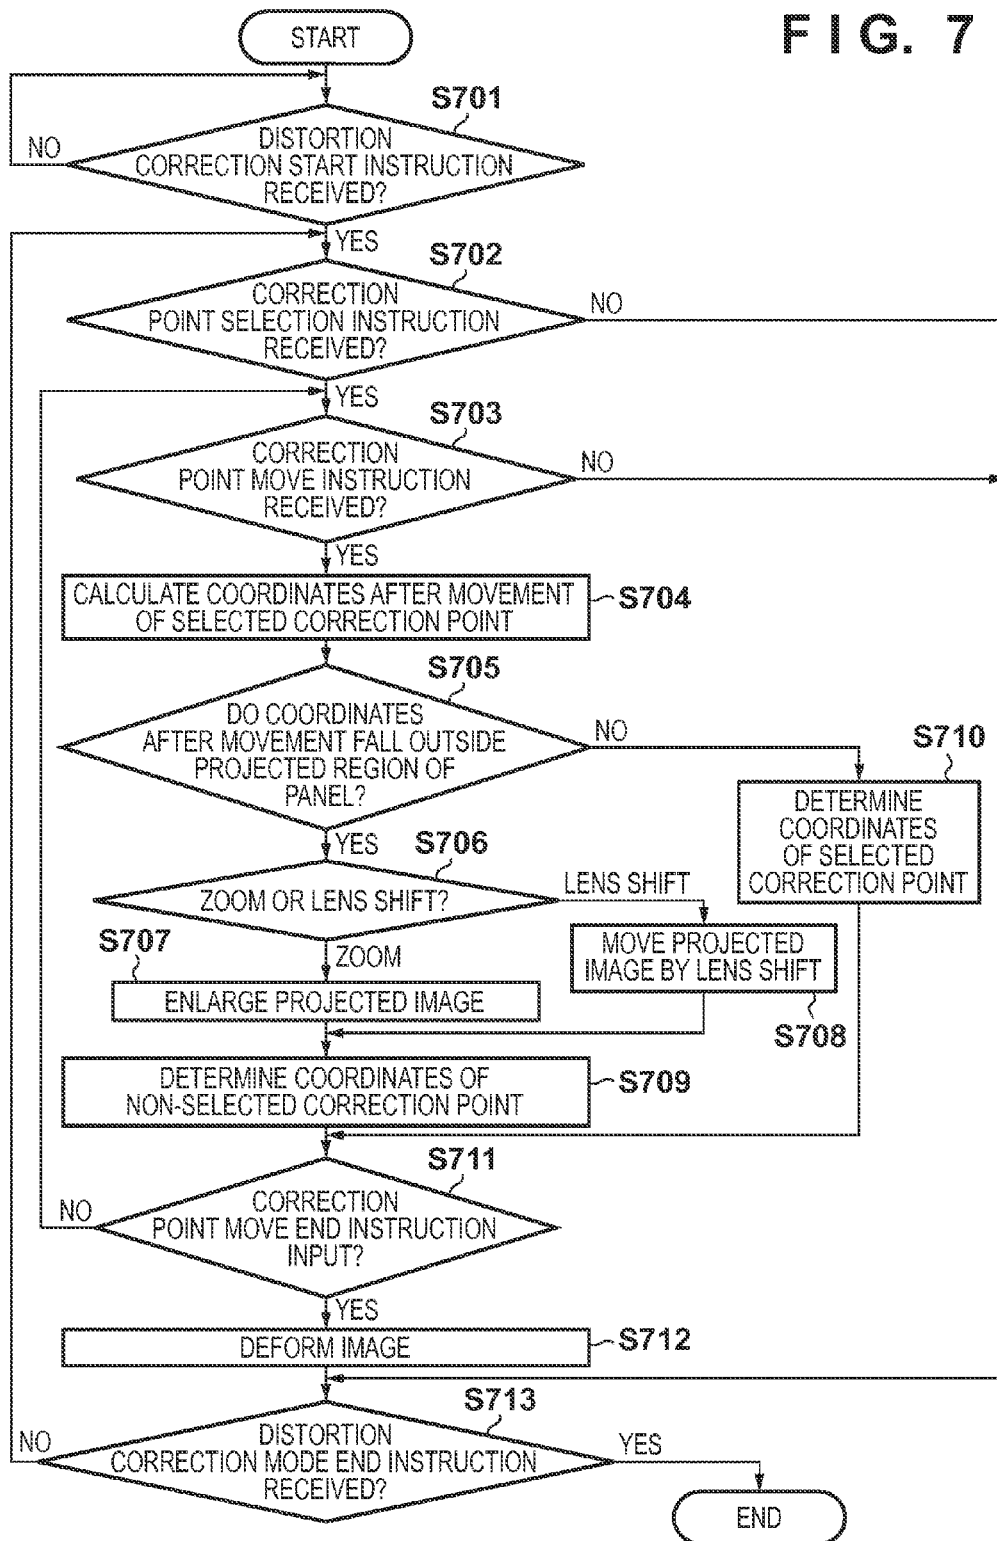 FIG. 7
START
S701
DISTORTION
CORRECTION START INSTRUCTION
RECEIVED?
NO
YES
S702
CORRECTION
POINT SELECTION INSTRUCTION
RECEIVED?
NO
YES
S703
CORRECTION
POINT MOVE INSTRUCTION
RECEIVED?
NO
YES
CALCULATE COORDINATES AFTER MOVEMENT
OF SELECTED CORRECTION POINT
S704
S705
DO COORDINATES
AFTER MOVEMENT FALL OUTSIDE
PROJECTED REGION OF
PANEL?
NO
YES
S710
DETERMINE
COORDINATES
OF SELECTED
CORRECTION POINT
S706
ZOOM OR LENS SHIFT?
LENS SHIFT
ZOOM
S707
ENLARGE PROJECTED IMAGE
MOVE PROJECTED
IMAGE BY LENS SHIFT
S708
DETERMINE COORDINATES OF
NON-SELECTED CORRECTION POINT
S709
S711
CORRECTION
POINT MOVE END INSTRUCTION
INPUT?
NO
YES
DEFORM IMAGE
S712
S713
DISTORTION
CORRECTION MODE END INSTRUCTION
RECEIVED?
NO
YES
END